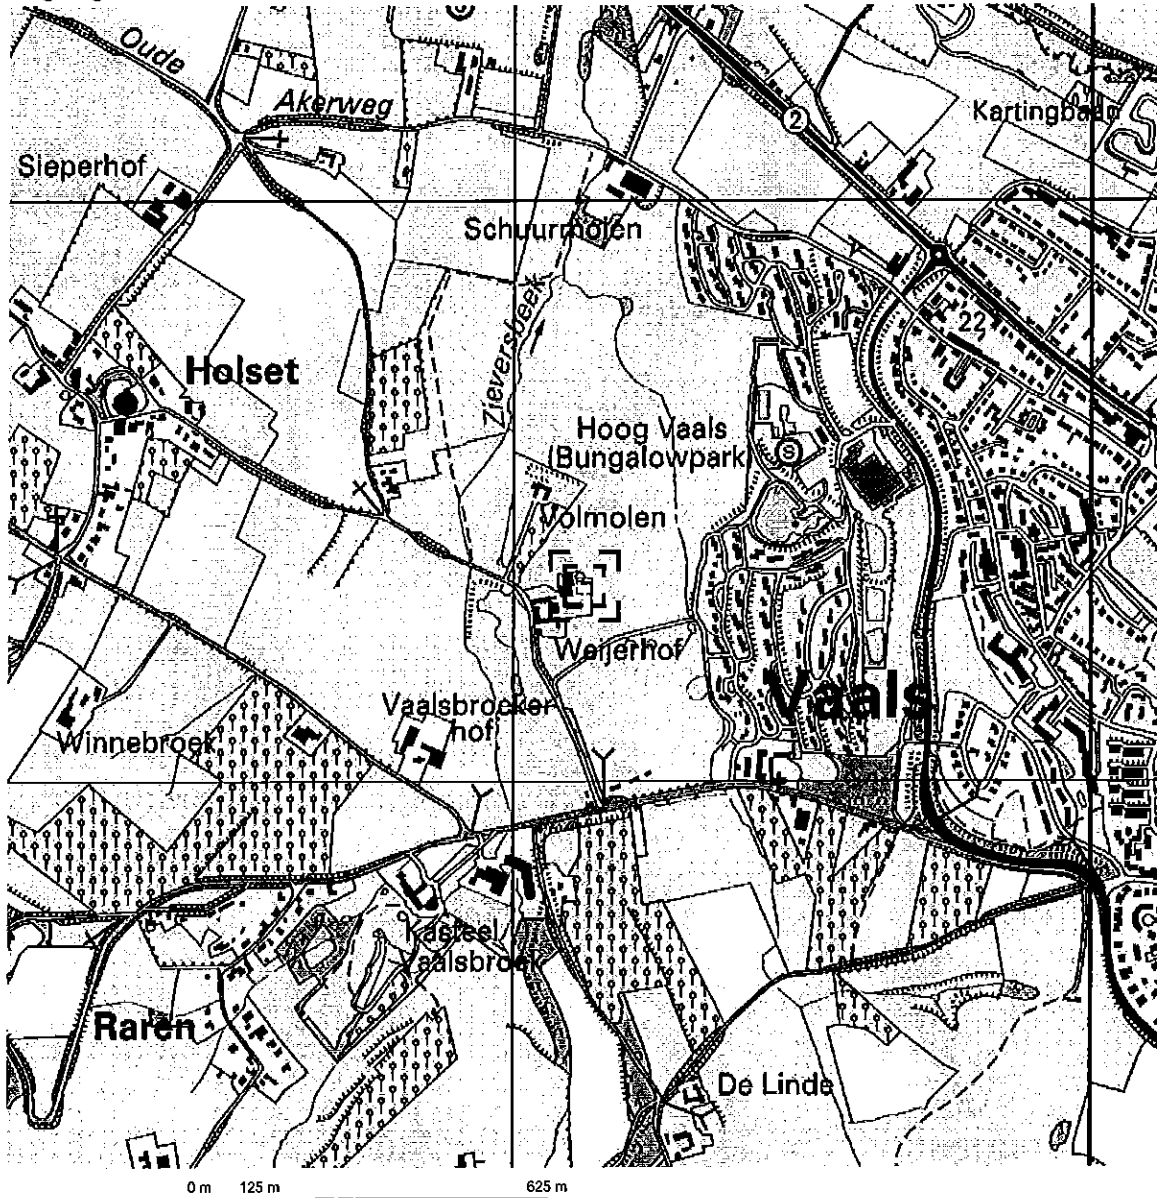 Oude
Akerweg
2
Kartingbaan
Sieperhof
Schuurmolen
Zieversbeek
22
Holset
Hoog Vaals
(Bungalowpark)
S
Volmolen
Weijerhof
Vaals
Vaalsbroeker-
hof
Winnebroek
Kasteel
Vaalsbroek
Raren
De Linde
0 m 125 m 625 m